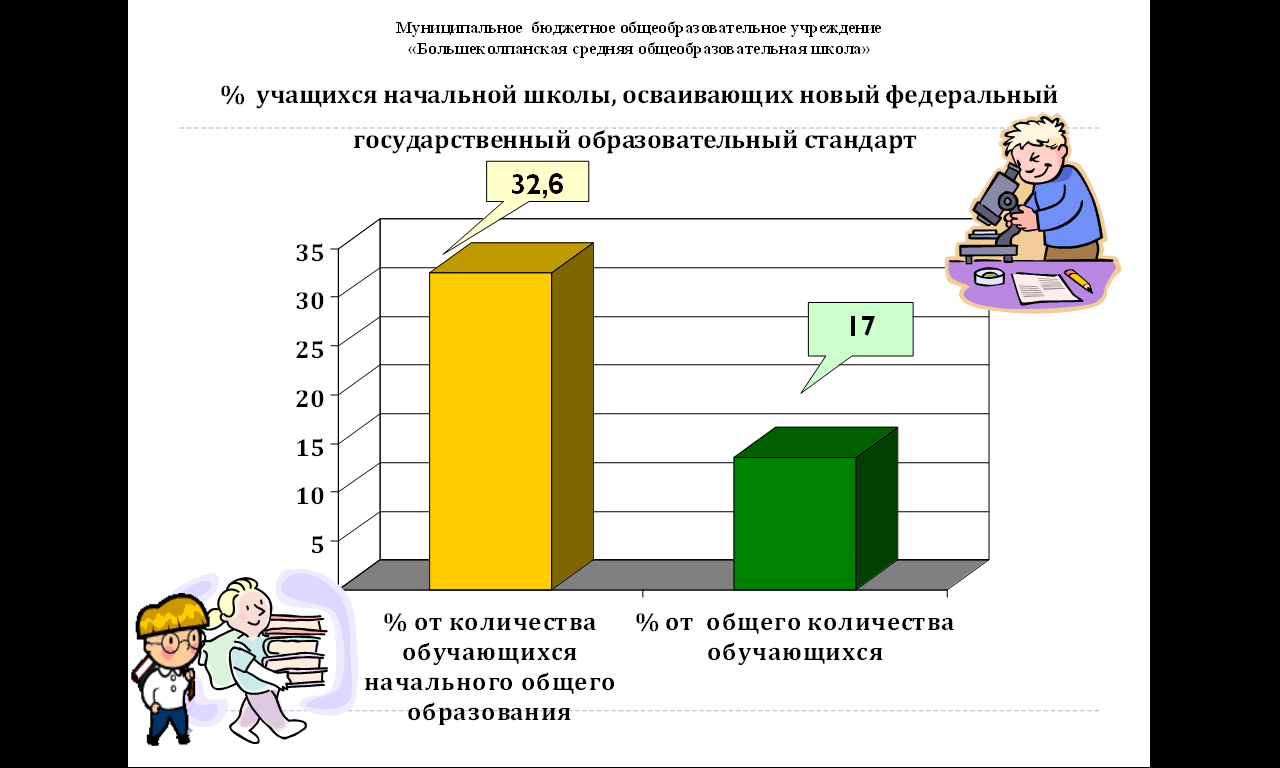 Муниципальное бюджетное общеобразовательное учреждение
«Большеколпанская средняя общеобразовательная школа»
% учащихся начальной школы, осваивающих новый федеральный
государственный образовательный стандарт
32,6
17
35
30
25
20
15
10
5
% от количества
обучающихся
начального общего
образования
% от общего количества
обучающихся